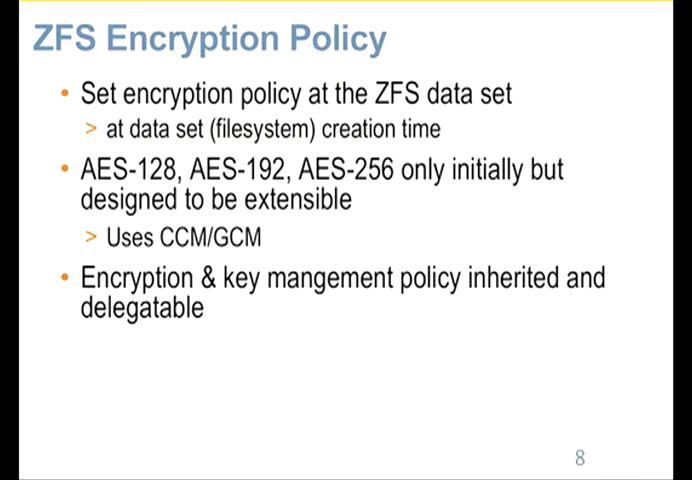 ZFS Encryption Policy
• Set encryption policy at the ZFS data set
> at data set (filesystem) creation time
• AES-128, AES-192, AES-256 only initially but
designed to be extensible
> Uses CCM/GCM
• Encryption & key mangement policy inherited and
delegatable
8